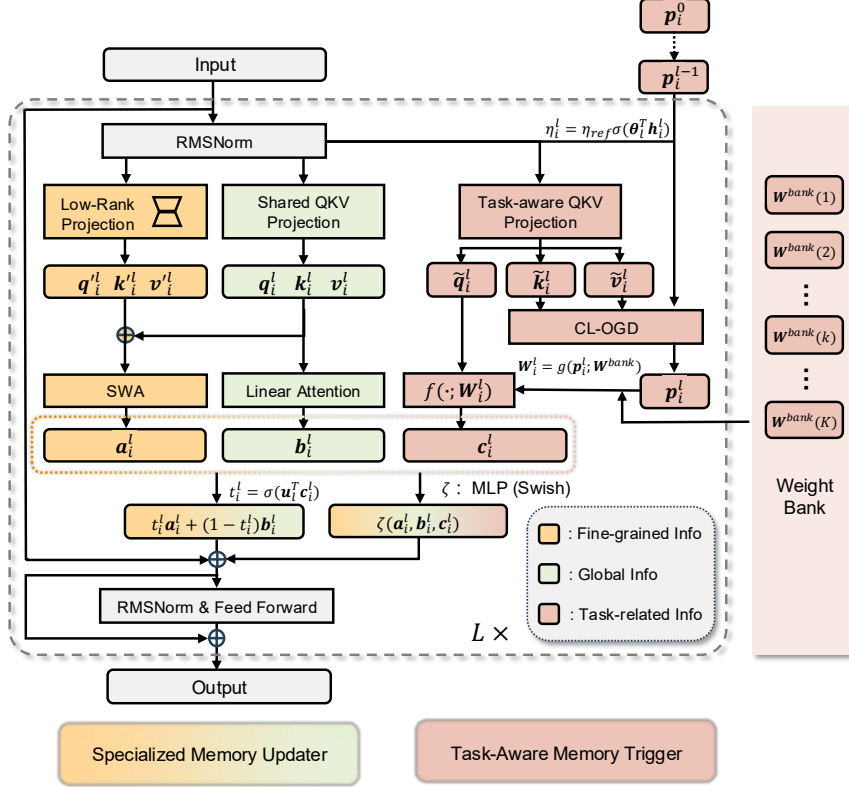 p_i^0
Input
p_i^{l-1}
RMSNorm
η_i^l = η_{ref}σ(θ_l^T h_i^l)
Low-Rank
Projection
Shared QKV
Projection
Task-aware QKV
Projection
W^{bank}(1)
W^{bank}(2)
⋮
W^{bank}(k)
⋮
W^{bank}(K)
Weight
Bank
q'_i^l k'_i^l v'_i^l
q_i^l k_i^l v_i^l
q̃_i^l
k̃_i^l
ṽ_i^l
CL-OGD
W_i^l = g(p_i^l; W^{bank})
SWA
Linear Attention
f(·; W_i^l)
p_i^l
a_i^l
b_i^l
c_i^l
t_i^l = σ(u_l^T c_i^l)
ζ : MLP (Swish)
t_i^l a_i^l + (1 − t_i^l)b_i^l
ζ(a_i^l, b_i^l, c_i^l)
: Fine-grained Info
: Global Info
: Task-related Info
RMSNorm & Feed Forward
L ×
Output
Specialized Memory Updater
Task-Aware Memory Trigger